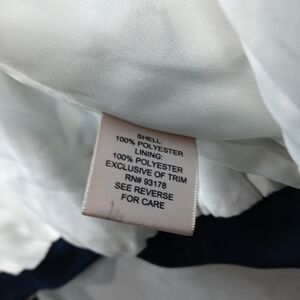 SHELL:
100% POLYESTER
LINING:
100% POLYESTER
EXCLUSIVE OF TRIM
RN# 93178
SEE REVERSE
FOR CARE